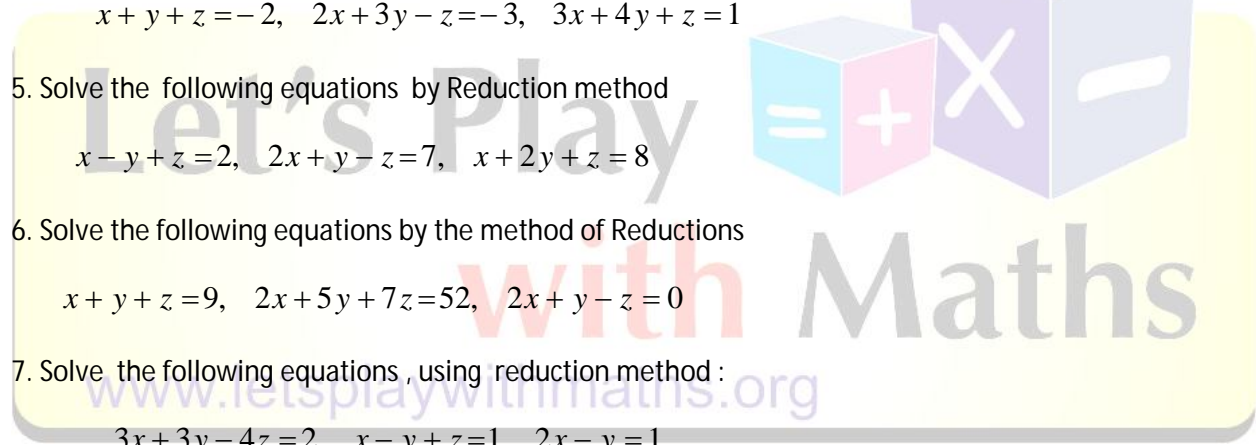 x + y + z = − 2, 2x + 3y − z = − 3, 3x + 4y + z = 1
5. Solve the following equations by Reduction method
x − y + z = 2, 2x + y − z = 7, x + 2y + z = 8
6. Solve the following equations by the method of Reductions
x + y + z = 9, 2x + 5y + 7z = 52, 2x + y − z = 0
7. Solve the following equations , using reduction method :
3x + 3y − 4z = 2 x − y + z = 1 2x − y = 1
Let's Play
with Maths
www.letsplaywithmaths.org
= + X −